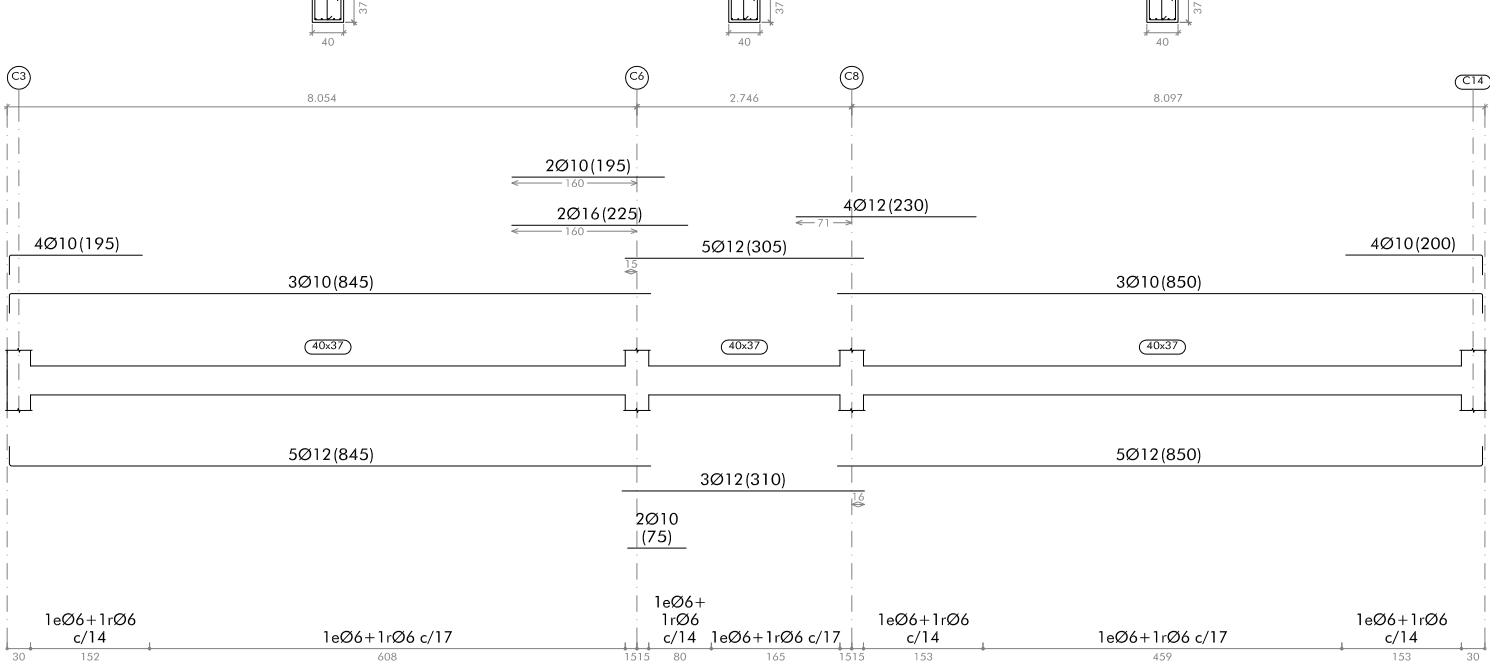 37
37
37
40
40
40
C3
C6
C8
C14
8.054
2.746
8.097
2Ø10(195)
160
2Ø16(225)
160
4Ø12(230)
71
4Ø10(195)
5Ø12(305)
4Ø10(200)
15
3Ø10(845)
3Ø10(850)
40x37
40x37
40x37
5Ø12(845)
5Ø12(850)
3Ø12(310)
16
2Ø10
(75)
1eØ6+1rØ6
c/14
1eØ6+1rØ6 c/17
1eØ6+
1rØ6
c/14
1eØ6+1rØ6 c/17
1eØ6+1rØ6
c/14
1eØ6+1rØ6 c/17
1eØ6+1rØ6
c/14
30
152
608
15
15
80
165
15
15
153
459
153
30